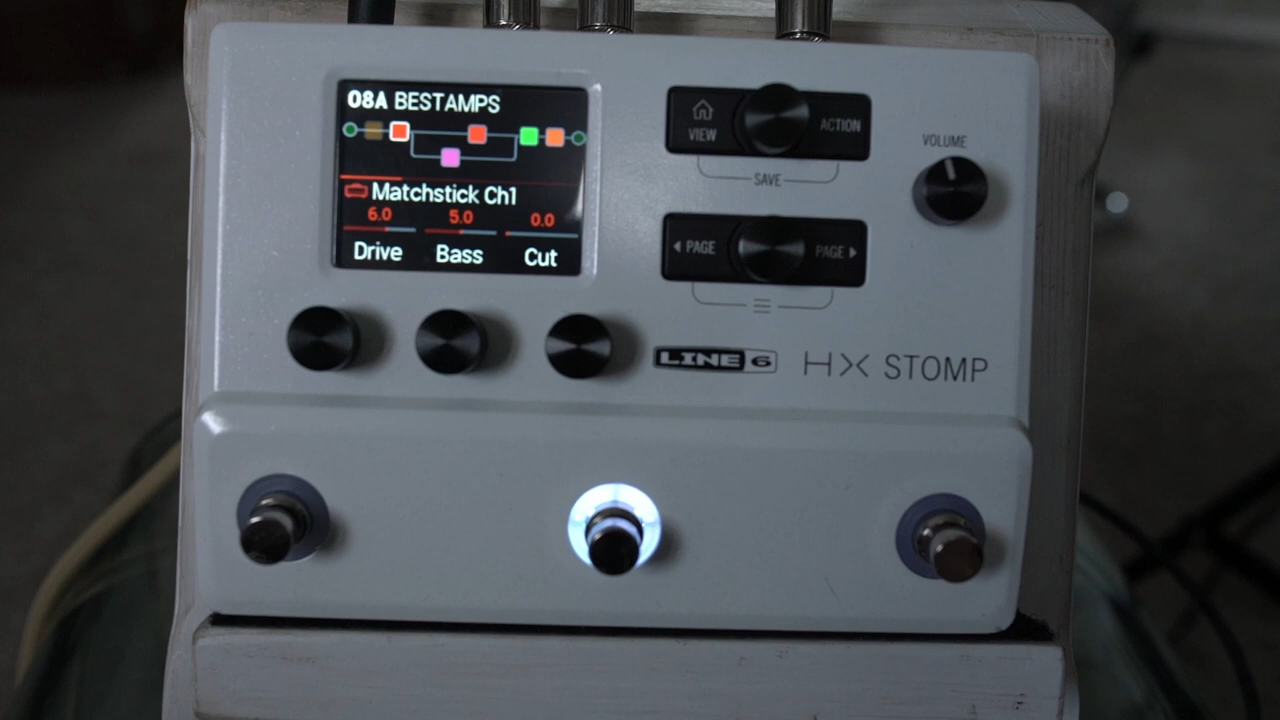 08A BESTAMPS
Matchstick Ch1
6.0 5.0 0.0
Drive Bass Cut
VIEW ACTION
SAVE
PAGE PAGE
VOLUME
LINE 6 HX STOMP